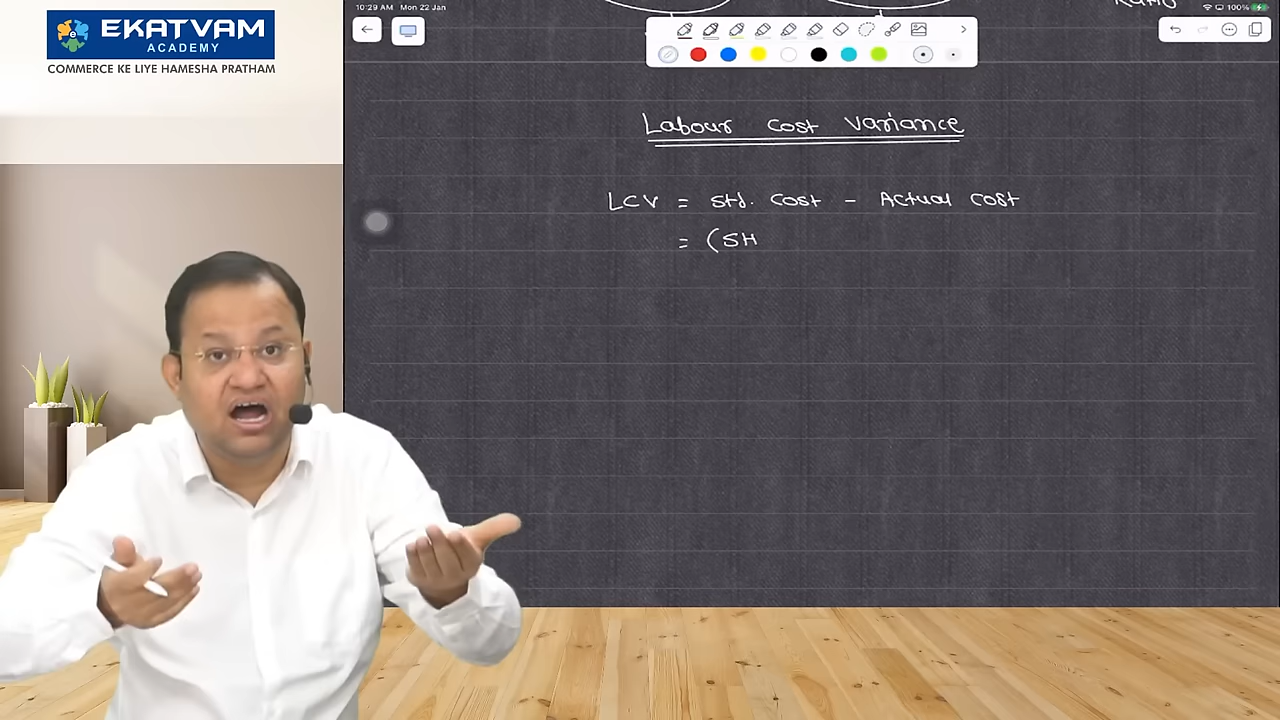 EKATVAM
ACADEMY
COMMERCE KE LIYE HAMESHA PRATHAM
10:29 AM Mon 22 Jan
100%
Labour cost variance
LCV = std. cost - Actual cost
= (SH